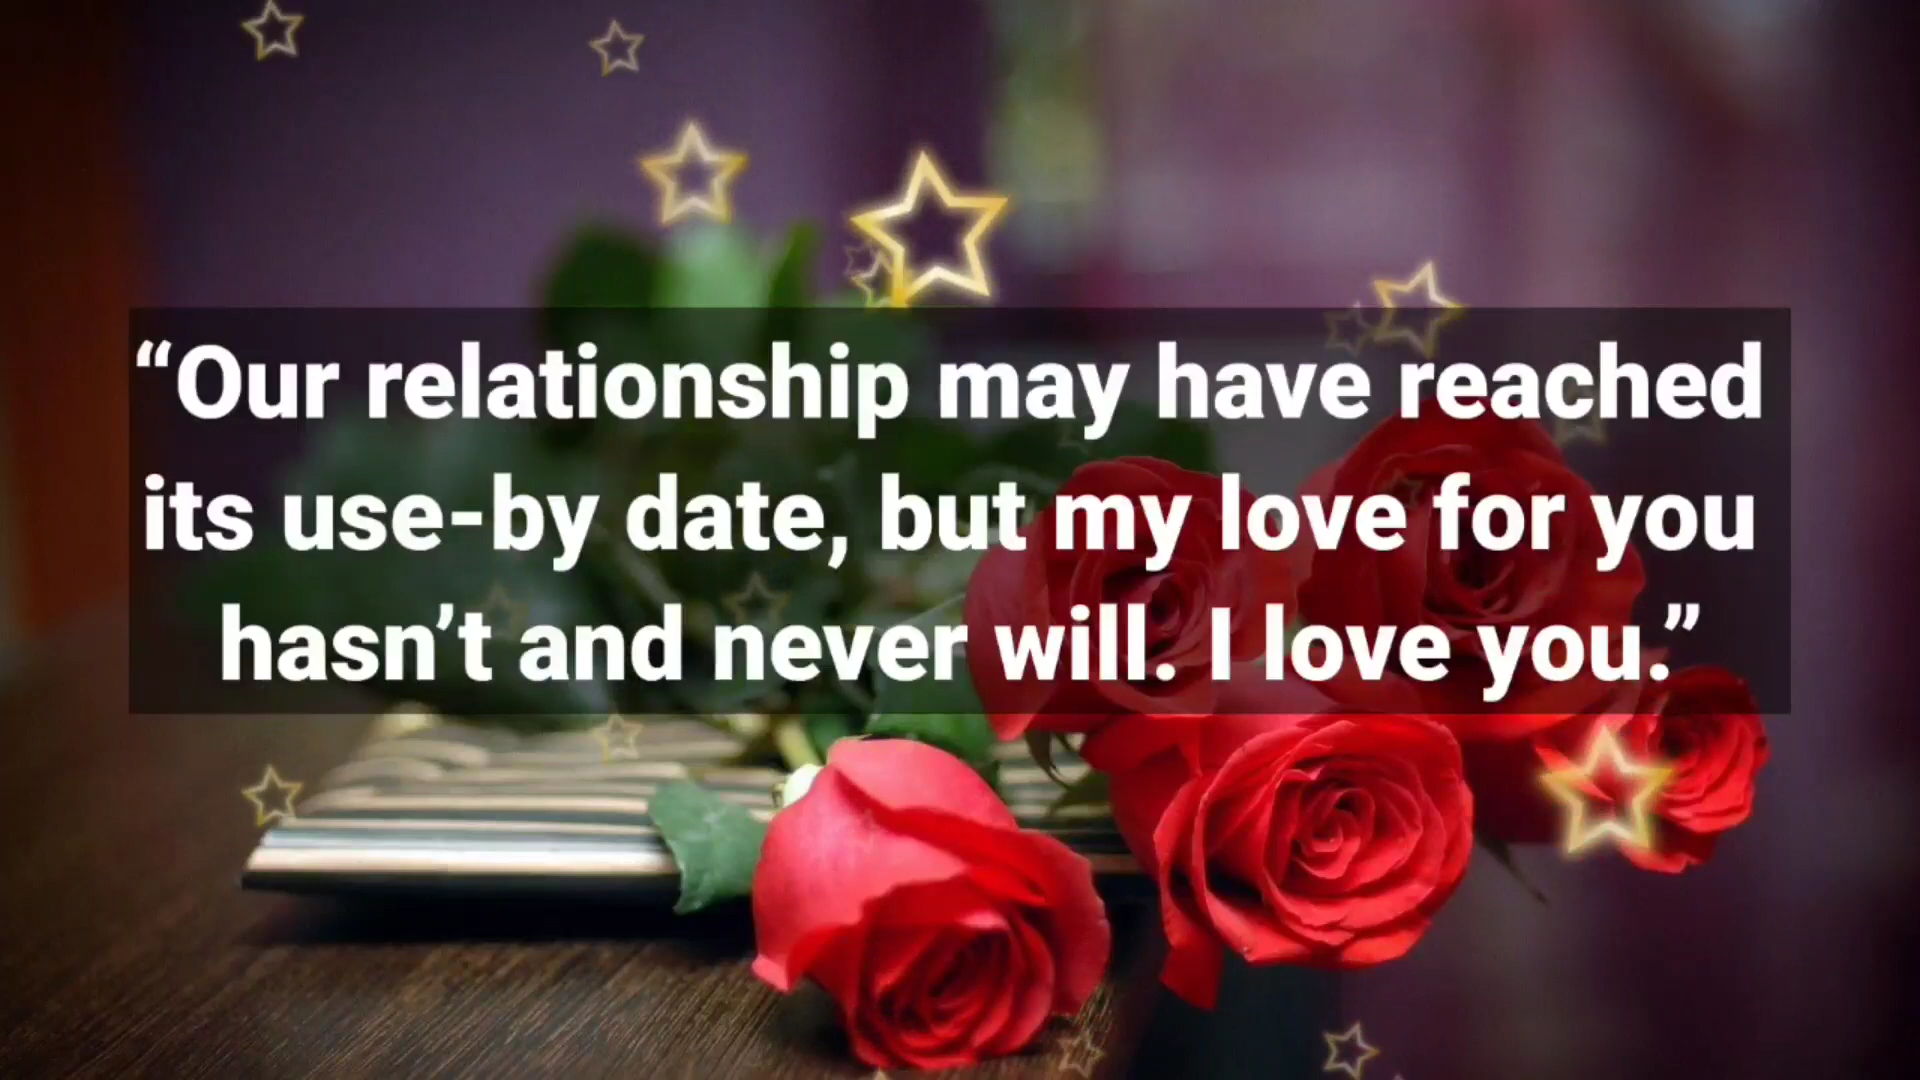 “Our relationship may have reached
its use-by date, but my love for you
hasn’t and never will. I love you.”